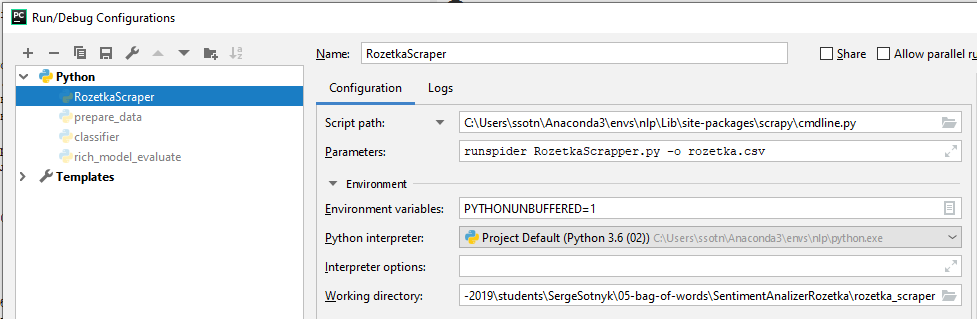 PC Run/Debug Configurations
Name: RozetkaScraper Share Allow parallel ru
Python
RozetkaScraper
prepare_data
classifier
rich_model_evaluate
Templates
Configuration Logs
Script path: C:\Users\ssotn\Anaconda3\envs\nlp\Lib\site-packages\scrapy\cmdline.py
Parameters: runspider RozetkaScrapper.py -o rozetka.csv
Environment
Environment variables: PYTHONUNBUFFERED=1
Python interpreter: Project Default (Python 3.6 (02)) C:\Users\ssotn\Anaconda3\envs\nlp\python.exe
Interpreter options:
Working directory: -2019\students\SergeSotnyk\05-bag-of-words\SentimentAnalizerRozetka\rozetka_scraper